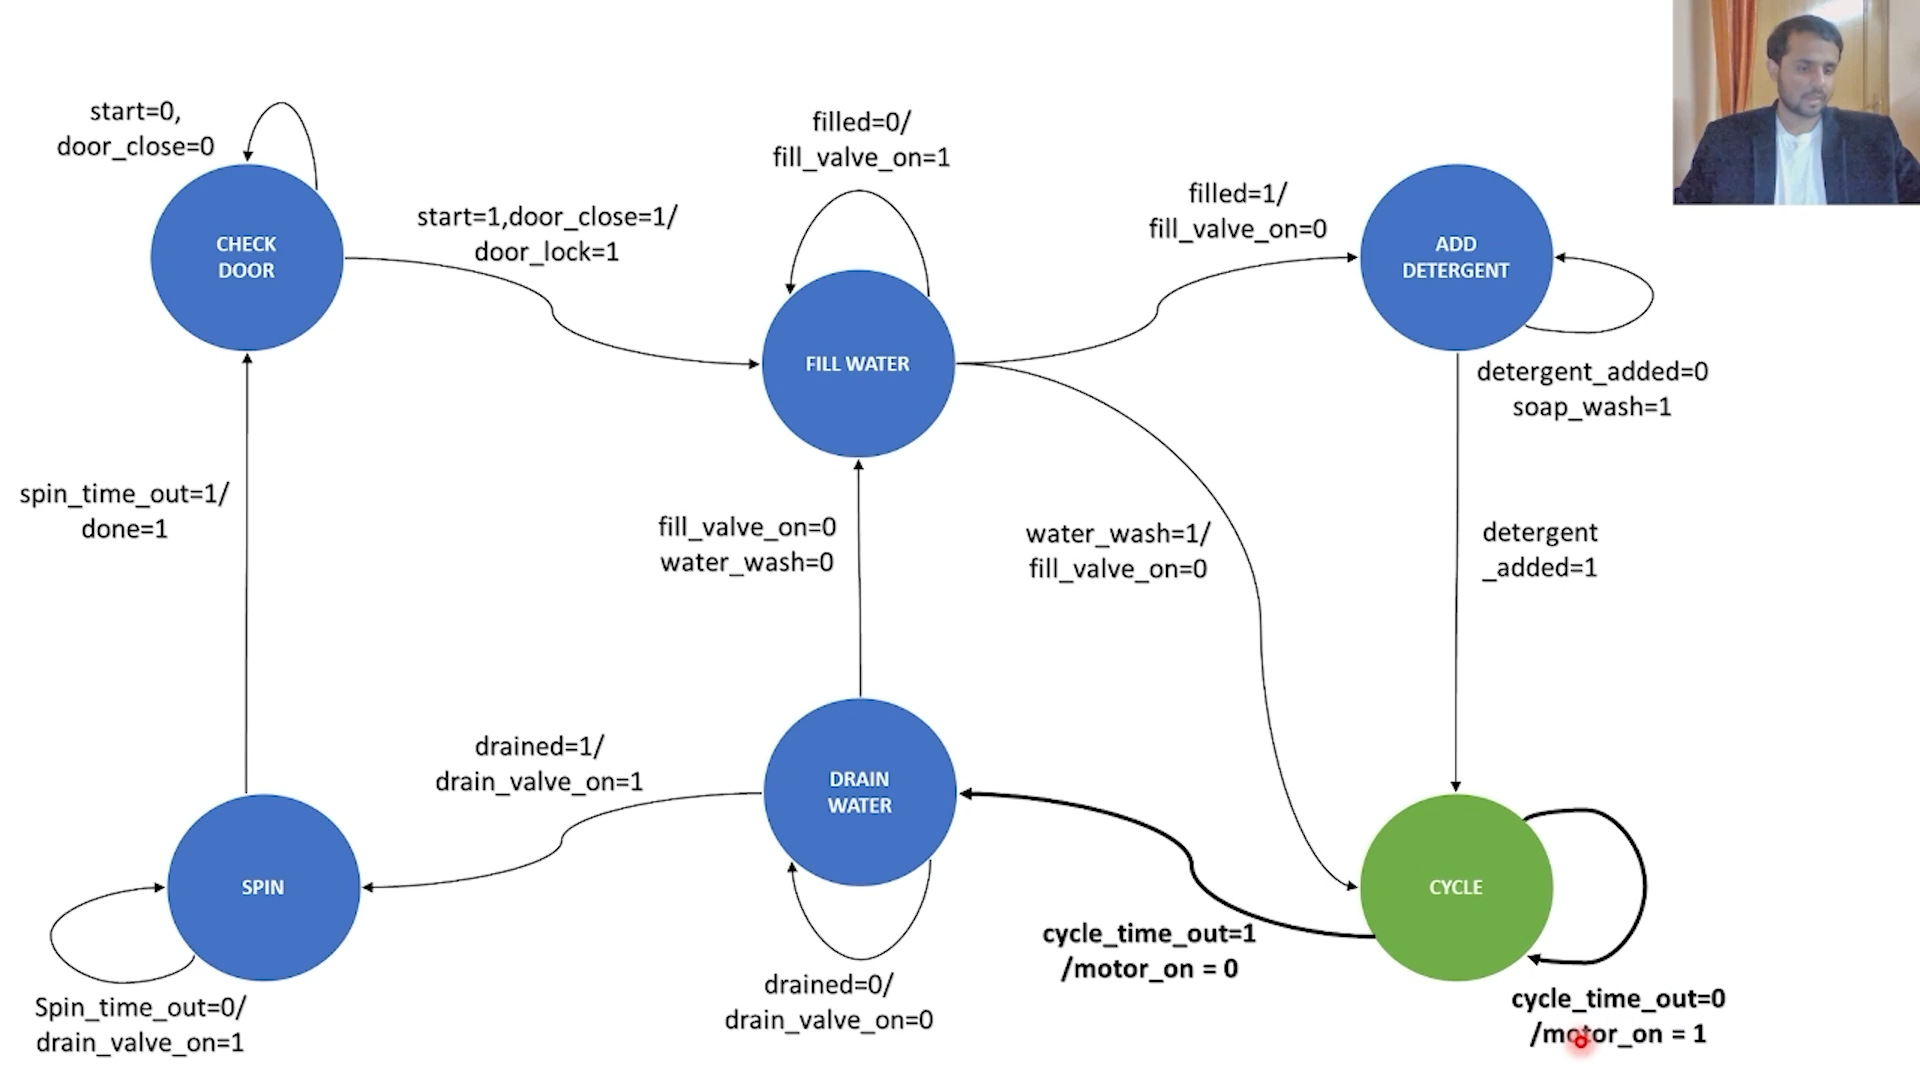 start=0,
door_close=0
filled=0/
fill_valve_on=1
filled=1/
fill_valve_on=0
start=1,door_close=1/
door_lock=1
CHECK
DOOR
ADD
DETERGENT
FILL WATER
detergent_added=0
soap_wash=1
spin_time_out=1/
done=1
fill_valve_on=0
water_wash=0
water_wash=1/
fill_valve_on=0
detergent
_added=1
drained=1/
drain_valve_on=1
DRAIN
WATER
SPIN
CYCLE
cycle_time_out=1
/motor_on = 0
drained=0/
drain_valve_on=0
Spin_time_out=0/
drain_valve_on=1
cycle_time_out=0
/motor_on = 1